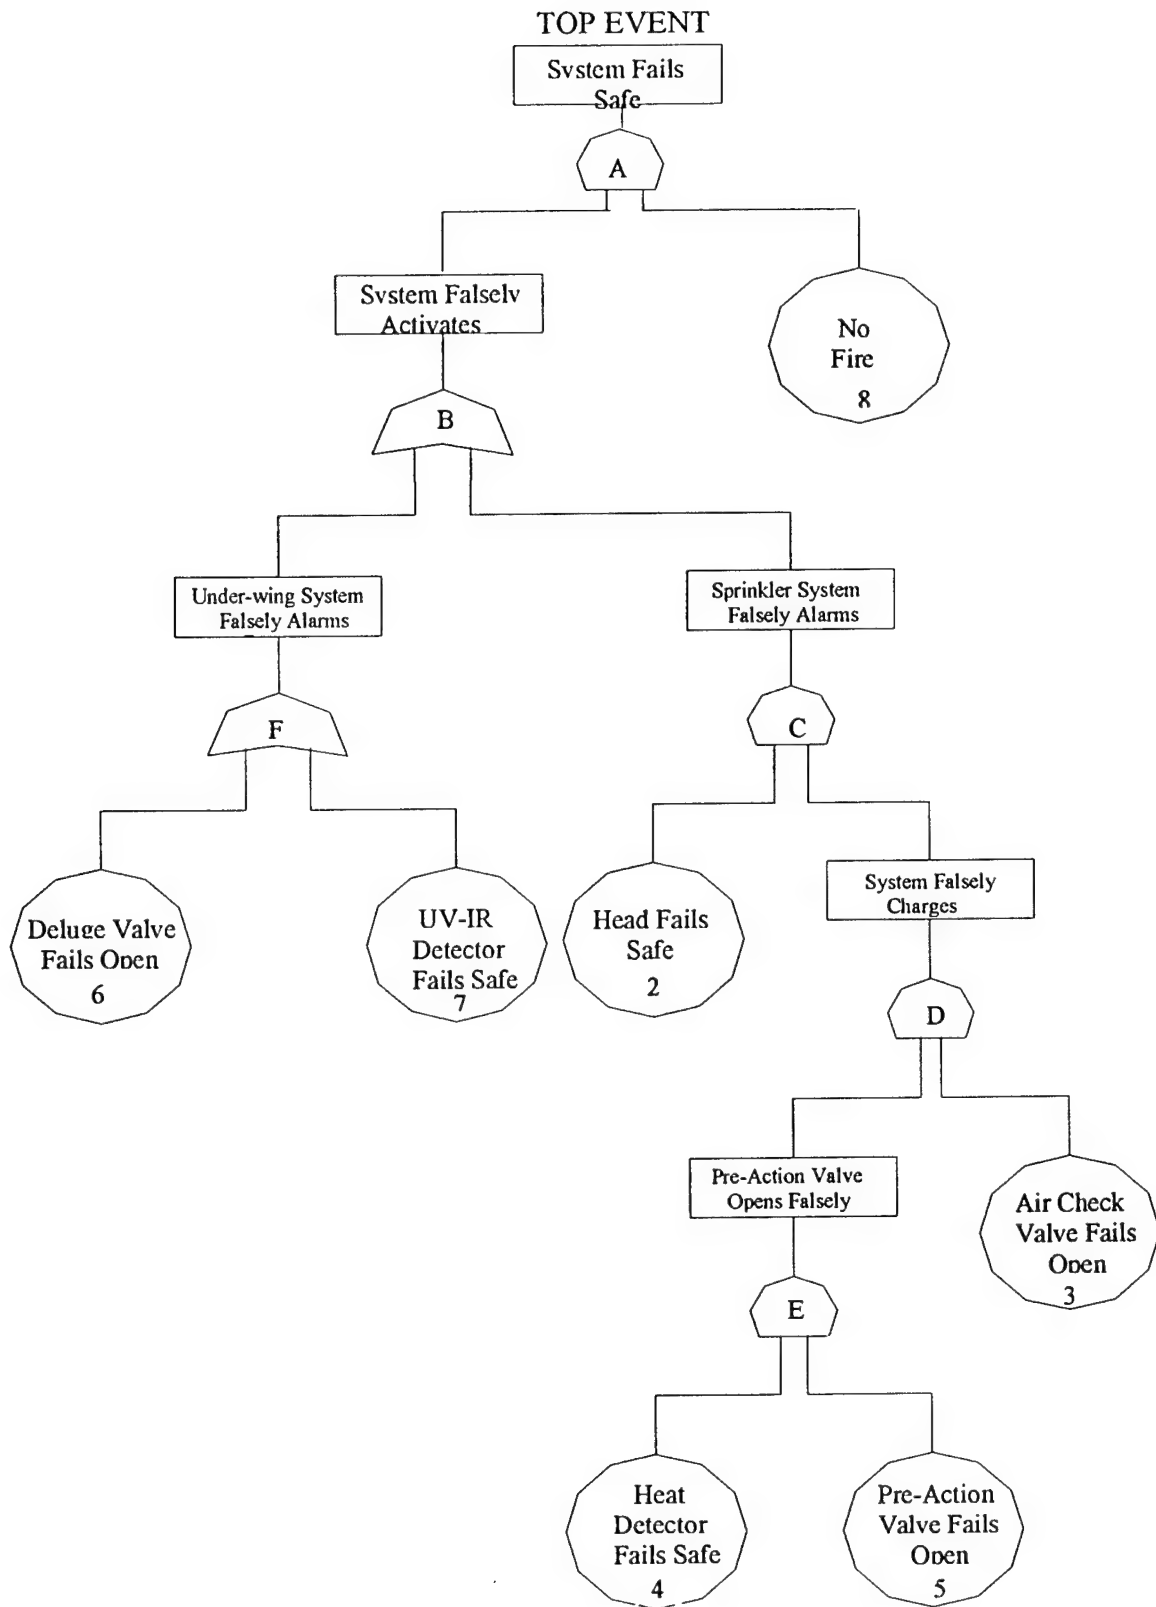 TOP EVENT
System Fails
Safe
A
System Falsely
Activates
No
Fire
8
B
Under-wing System
Falsely Alarms
Sprinkler System
Falsely Alarms
F
C
Deluge Valve
Fails Open
6
UV-IR
Detector
Fails Safe
7
Head Fails
Safe
2
System Falsely
Charges
D
Pre-Action Valve
Opens Falsely
Air Check
Valve Fails
Open
3
E
Heat
Detector
Fails Safe
4
Pre-Action
Valve Fails
Open
5